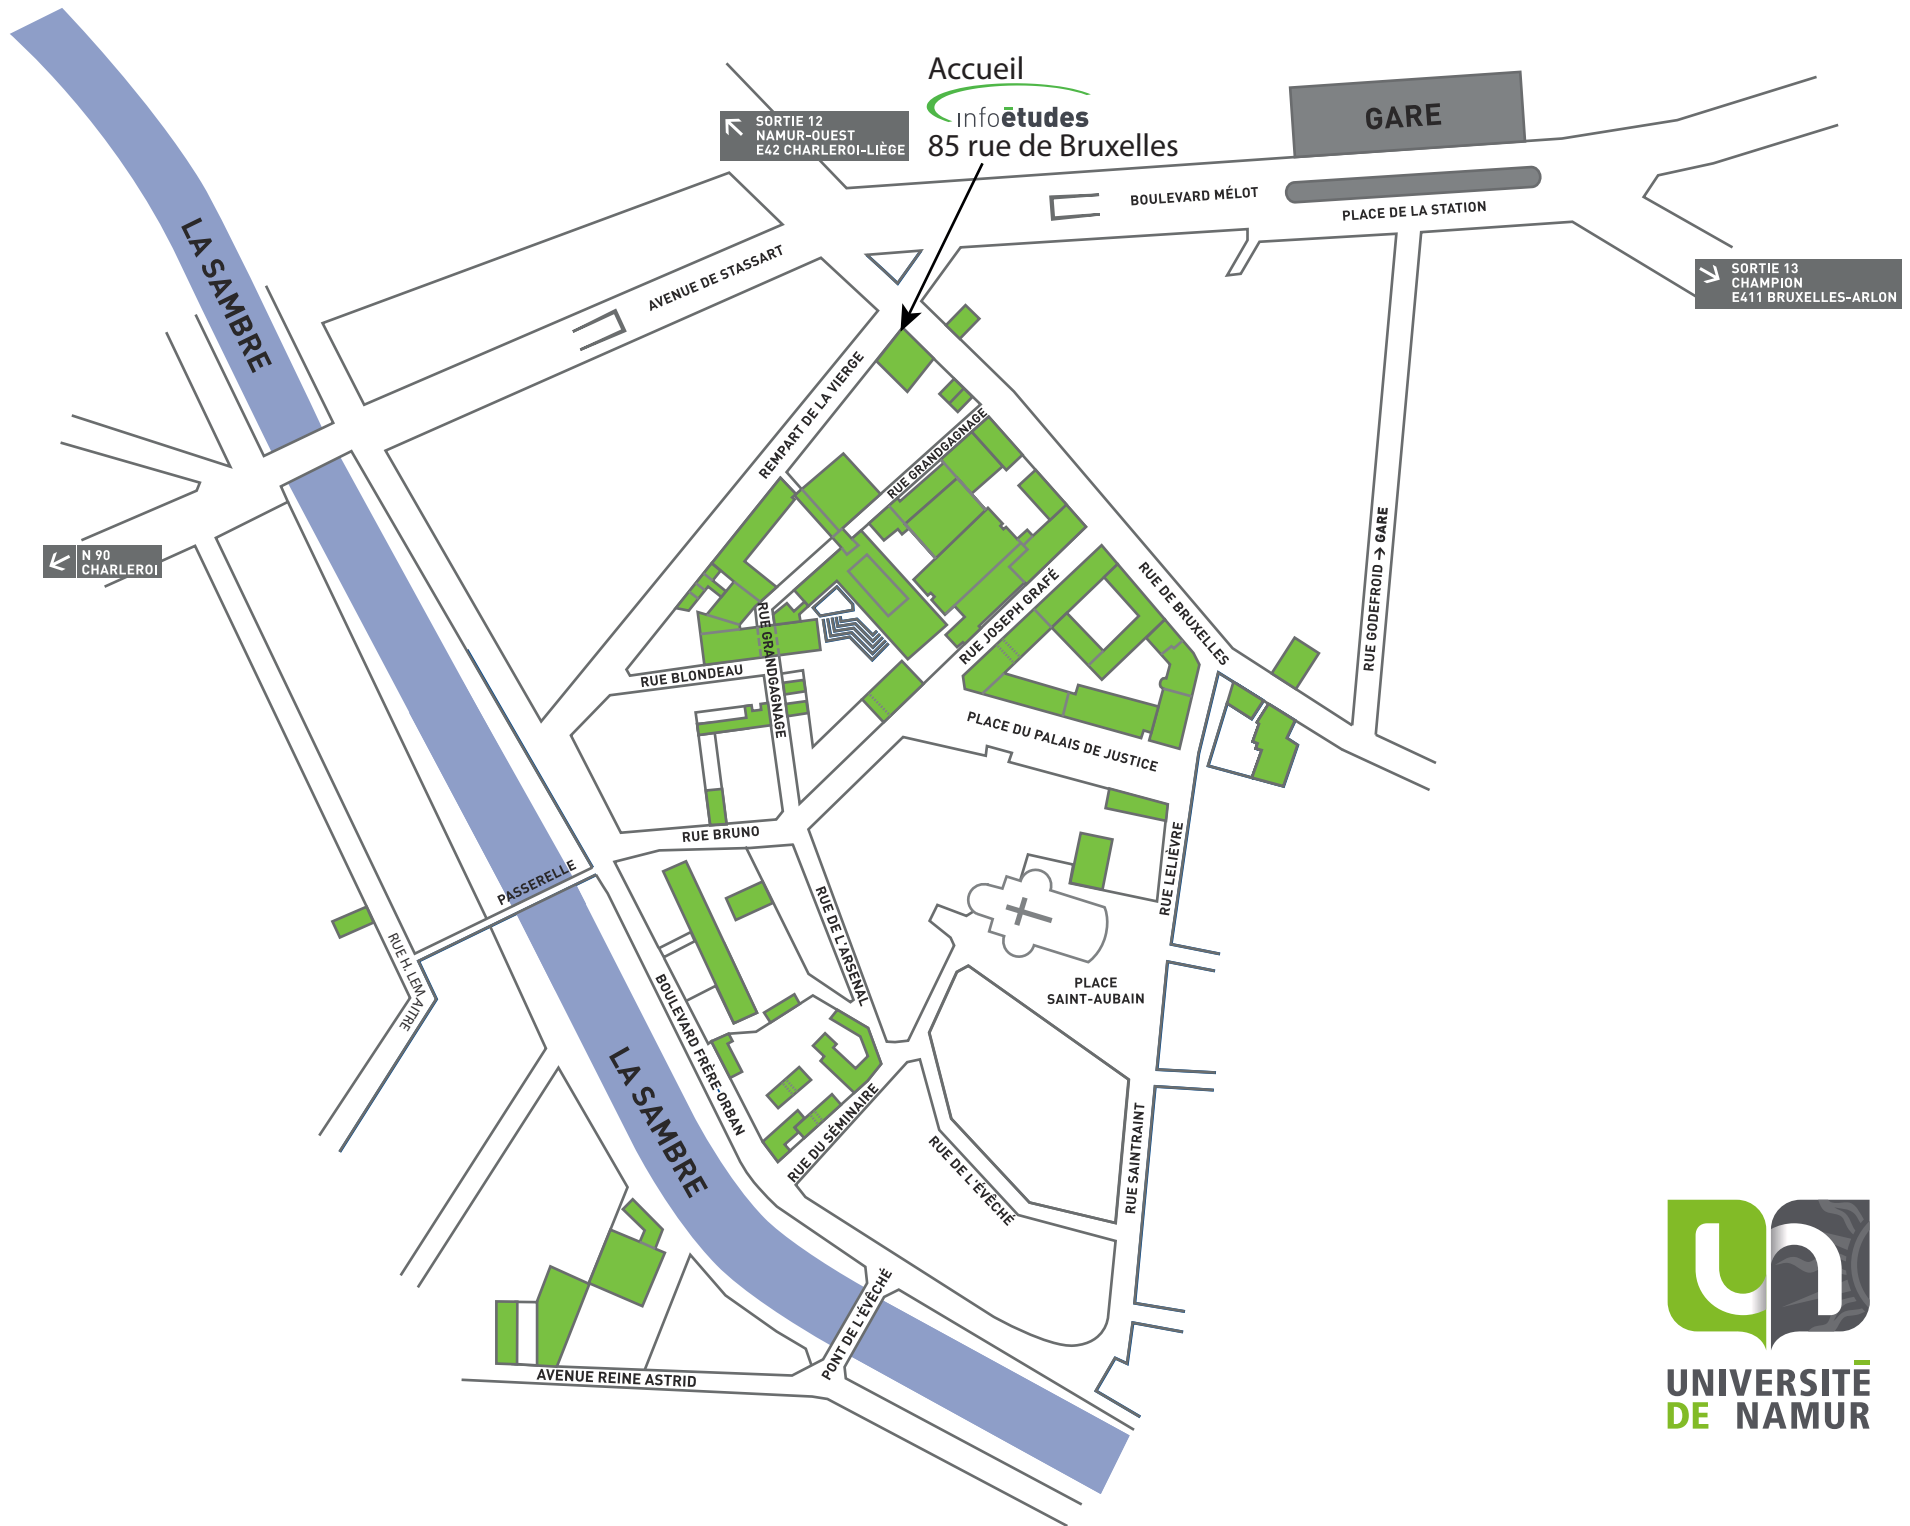 Accueil
infoētudes
85 rue de Bruxelles
GARE
SORTIE 12
NAMUR-OUEST
E42 CHARLEROI-LIÈGE
BOULEVARD MÉLOT
PLACE DE LA STATION
SORTIE 13
CHAMPION
E411 BRUXELLES-ARLON
LA SAMBRE
AVENUE DE STASSART
REMPART DE LA VIERGE
RUE GRANDGAGNAGE
N 90
CHARLEROI
RUE GODEFROID → GARE
RUE DE BRUXELLES
RUE JOSEPH GRAFÉ
RUE GRANDGAGNAGE
RUE BLONDEAU
PLACE DU PALAIS DE JUSTICE
RUE BRUNO
RUE LELIÈVRE
PASSERELLE
RUE DE L'ARSENAL
RUE H. LEMAITRE
BOULEVARD FRÈRE-ORBAN
PLACE
SAINT-AUBAIN
LA SAMBRE
RUE DU SÉMINAIRE
RUE DE L'ÉVÊCHÉ
RUE SAINTRAINT
PONT DE L'ÉVÊCHÉ
AVENUE REINE ASTRID
un
UNIVERSITĒ
DE NAMUR